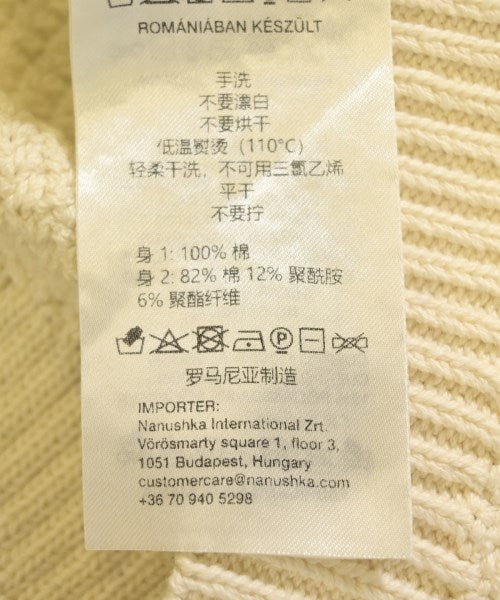 ROMÁNIÁBAN KÉSZÜLT
手洗
不要漂白
不要烘干
低温熨烫 (110°C)
轻柔干洗，不可用三氯乙烯
平干
不要拧
身 1: 100% 棉
身 2: 82% 棉 12% 聚酰胺
6% 聚酯纤维
罗马尼亚制造
IMPORTER:
Nanushka International Zrt.
Vörösmarty square 1, floor 3,
1051 Budapest, Hungary
customercare@nanushka.com
+36 70 940 5298